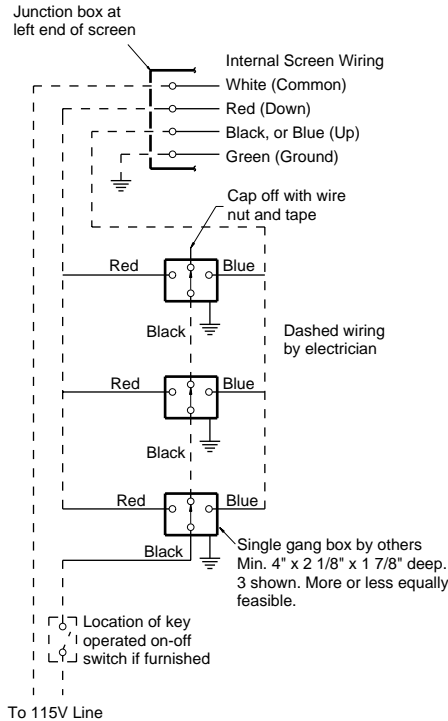 Junction box at
left end of screen
Internal Screen Wiring
White (Common)
Red (Down)
Black, or Blue (Up)
Green (Ground)
Cap off with wire
nut and tape
Red
Blue
Black
Dashed wiring
by electrician
Red
Blue
Black
Red
Blue
Black
Single gang box by others
Min. 4" x 2 1/8" x 1 7/8" deep.
3 shown. More or less equally
feasible.
Location of key
operated on-off
switch if furnished
To 115V Line